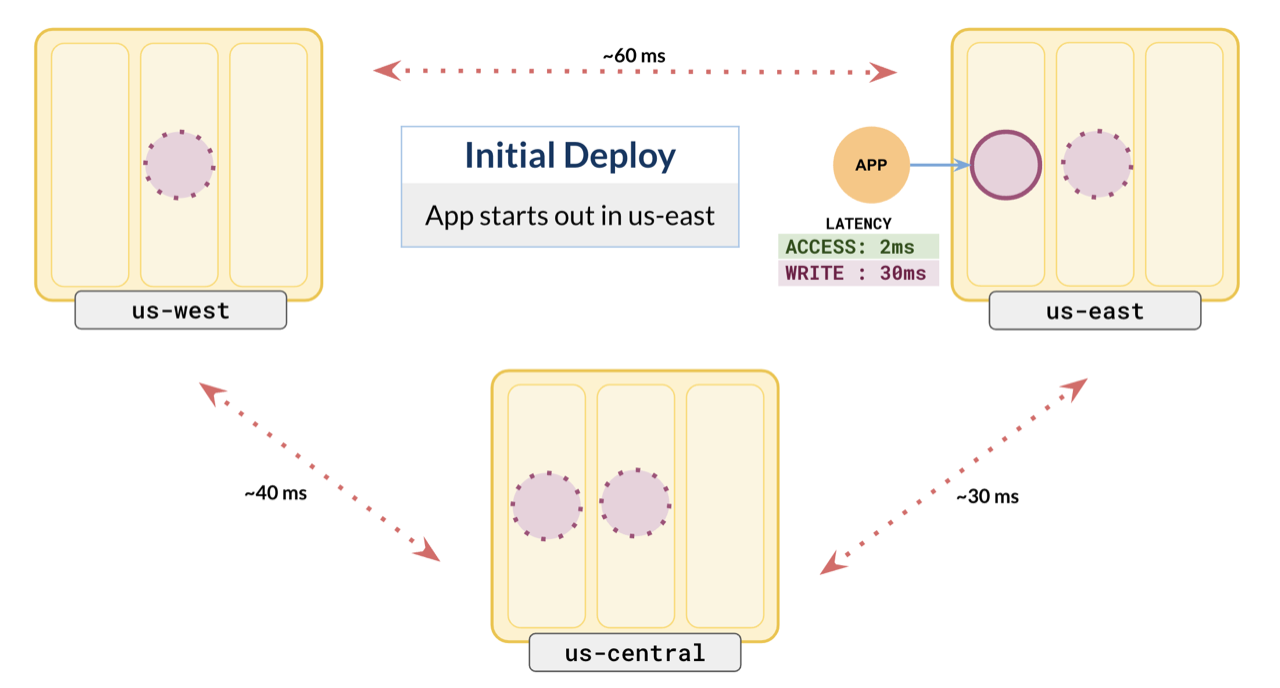 ~60 ms
Initial Deploy
App starts out in us-east
APP
LATENCY
ACCESS: 2ms
WRITE : 30ms
us-west
us-east
~40 ms
~30 ms
us-central